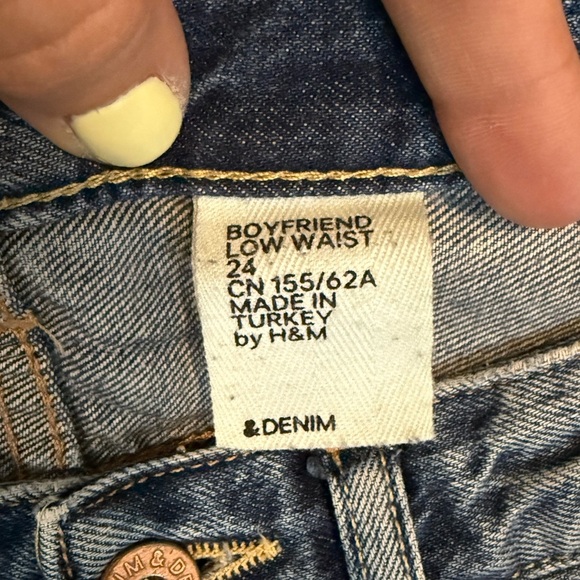 BOYFRIEND
LOW WAIST
24
CN 155/62A
MADE IN
TURKEY
by H&M
&DENIM